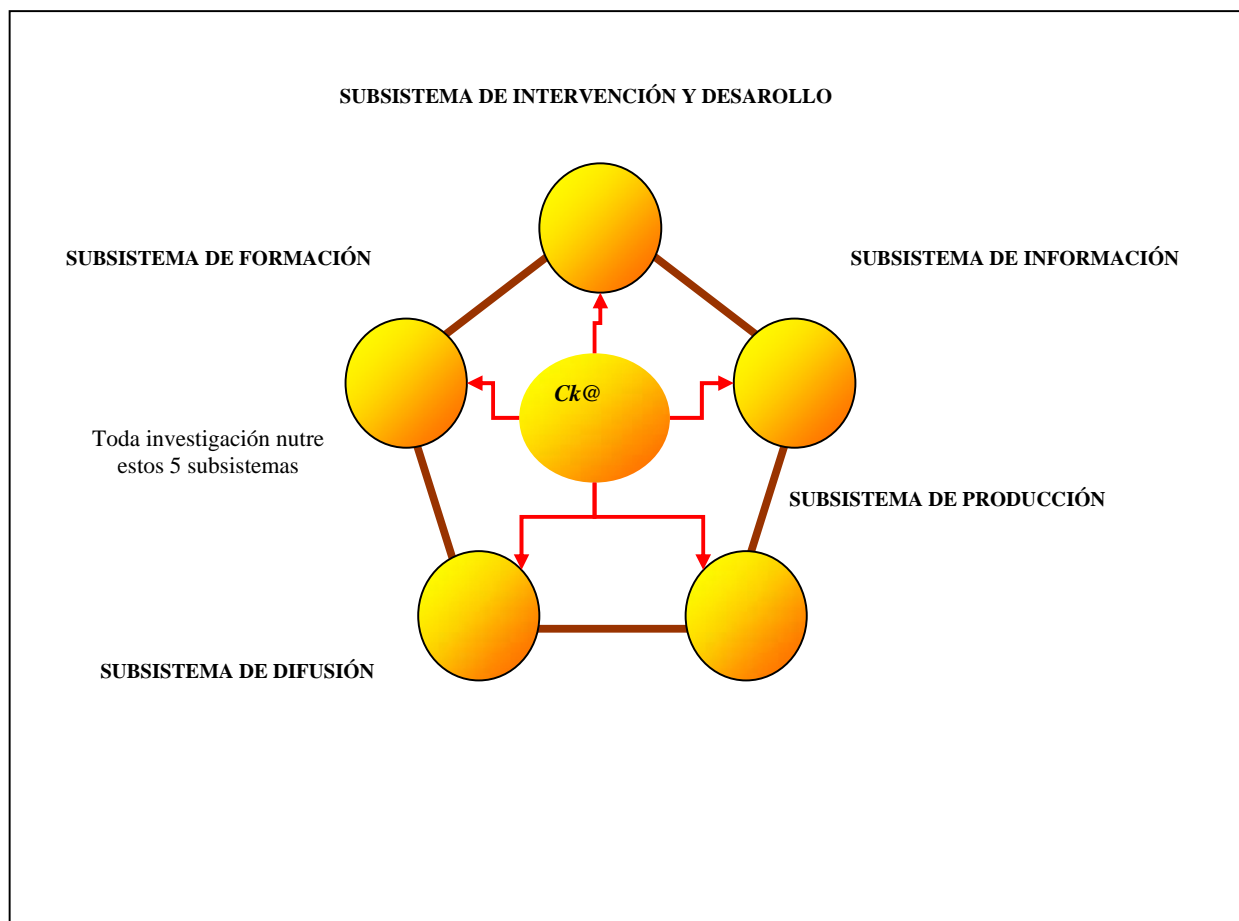 SUBSISTEMA DE INTERVENCIÓN Y DESAROLLO
SUBSISTEMA DE FORMACIÓN
SUBSISTEMA DE INFORMACIÓN
Ck@
Toda investigación nutre
estos 5 subsistemas
SUBSISTEMA DE PRODUCCIÓN
SUBSISTEMA DE DIFUSIÓN